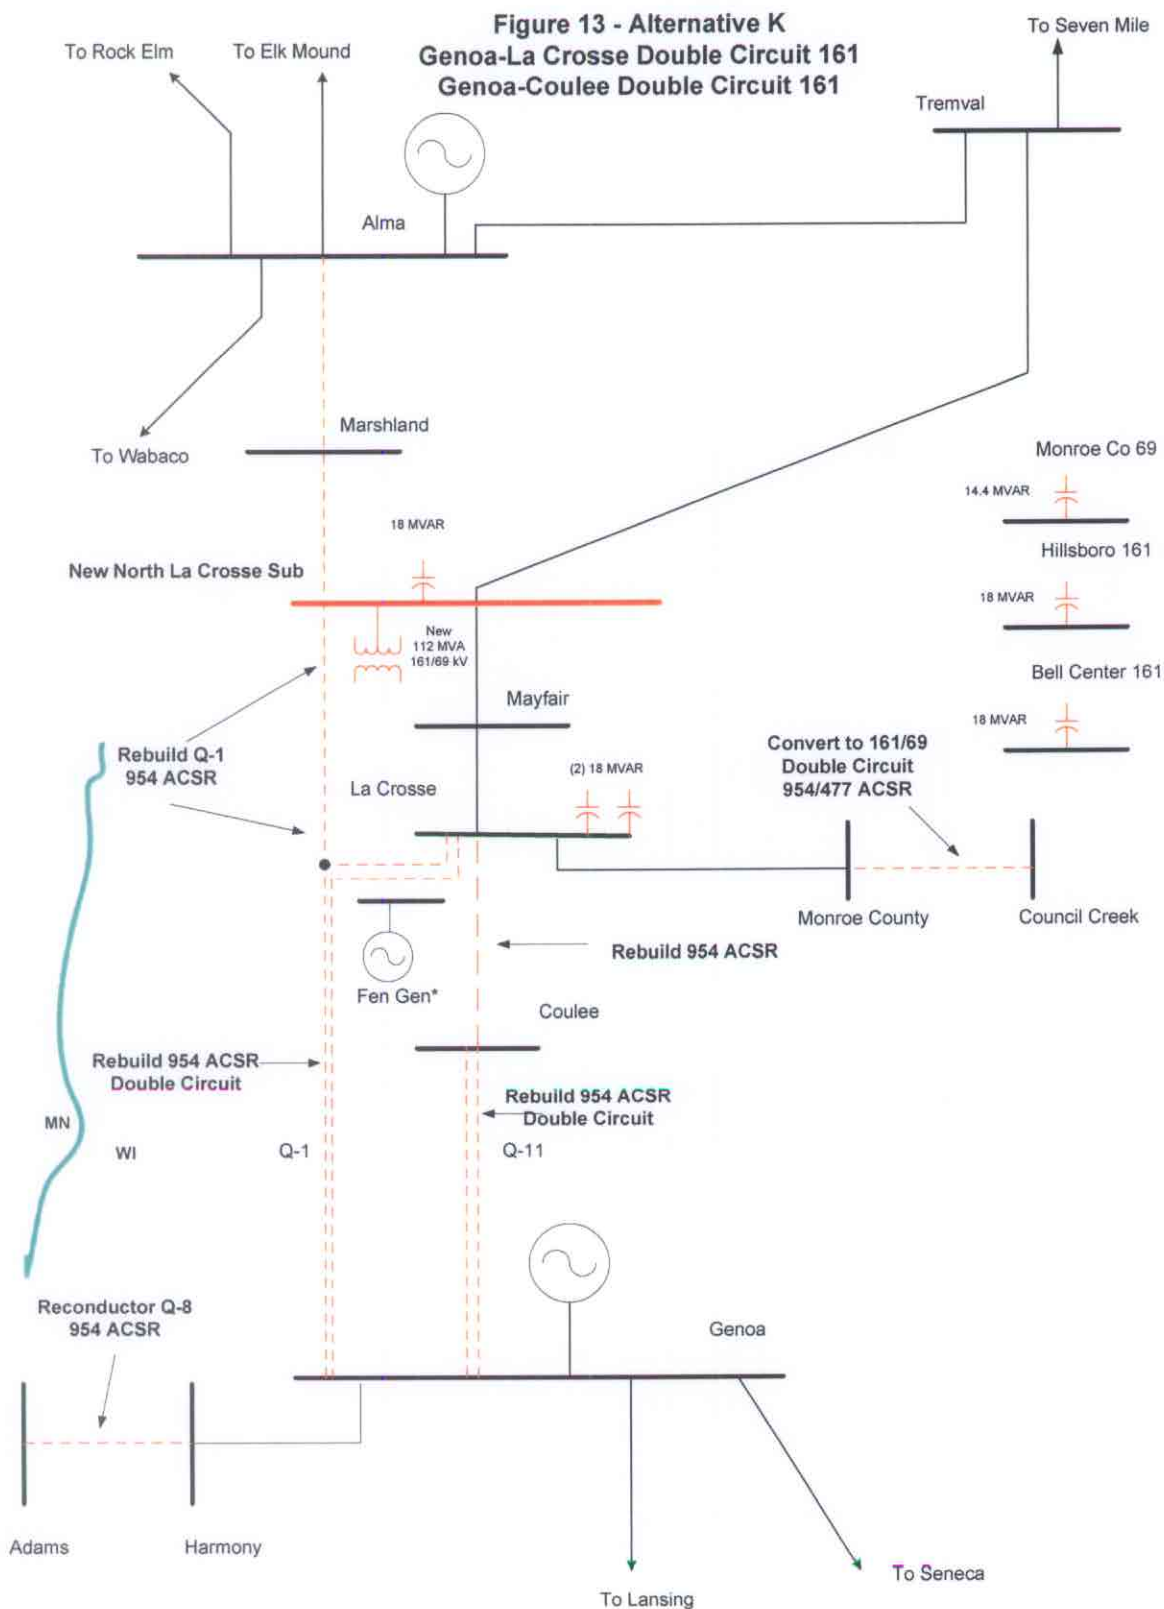 Figure 13 - Alternative K
Genoa-La Crosse Double Circuit 161
Genoa-Coulee Double Circuit 161
To Rock Elm
To Elk Mound
To Seven Mile
Tremval
Alma
Marshland
To Wabaco
Monroe Co 69
14.4 MVAR
18 MVAR
Hillsboro 161
New North La Crosse Sub
18 MVAR
New
112 MVA
161/69 kV
Bell Center 161
18 MVAR
Mayfair
Rebuild Q-1
954 ACSR
Convert to 161/69
Double Circuit
954/477 ACSR
La Crosse
(2) 18 MVAR
Monroe County
Council Creek
Rebuild 954 ACSR
Fen Gen*
Coulee
Rebuild 954 ACSR
Double Circuit
Rebuild 954 ACSR
Double Circuit
MN
WI
Q-1
Q-11
Reconductor Q-8
954 ACSR
Genoa
Adams
Harmony
To Lansing
To Seneca